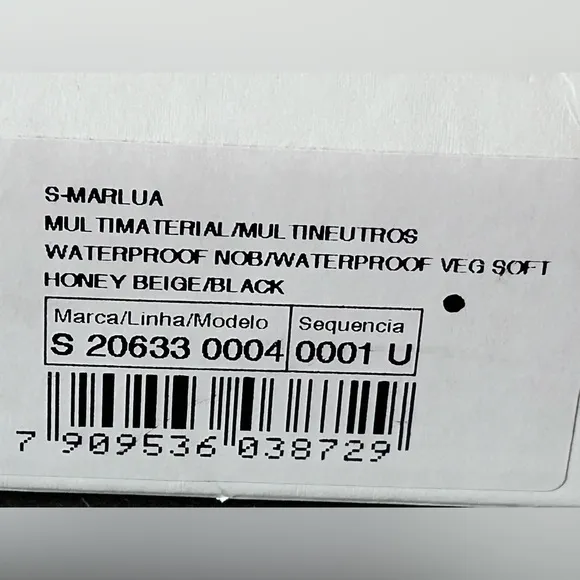 S-MARLUA
MULTIMATERIAL/MULTINEUTROS
WATERPROOF NOB/WATERPROOF VEG SOFT
HONEY BEIGE/BLACK
Marca/Linha/Modelo Sequencia
S 20633 0004 0001 U
7 909536 038729